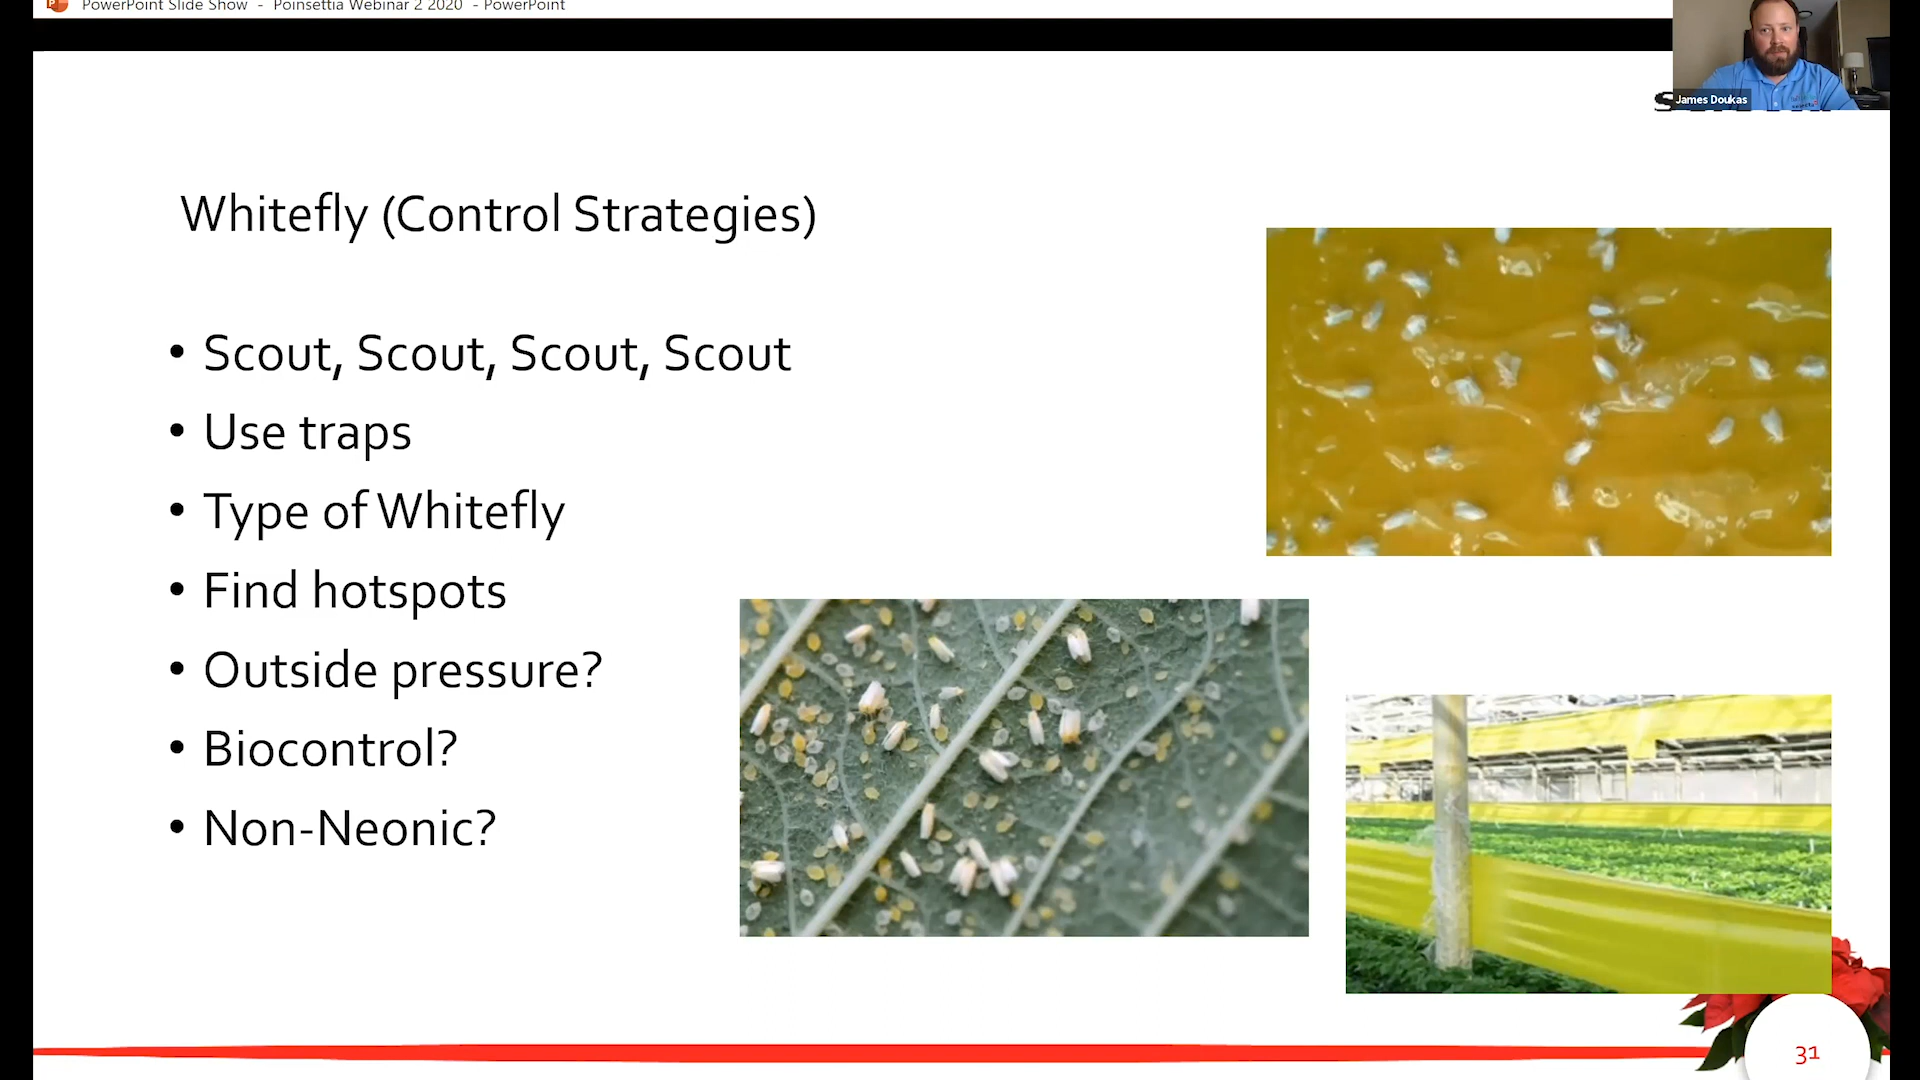 PowerPoint Slide Show - Poinsettia Webinar 2 2020 - PowerPoint
James Doukas
Whitefly (Control Strategies)
• Scout, Scout, Scout, Scout
• Use traps
• Type of Whitefly
• Find hotspots
• Outside pressure?
• Biocontrol?
• Non-Neonic?
31